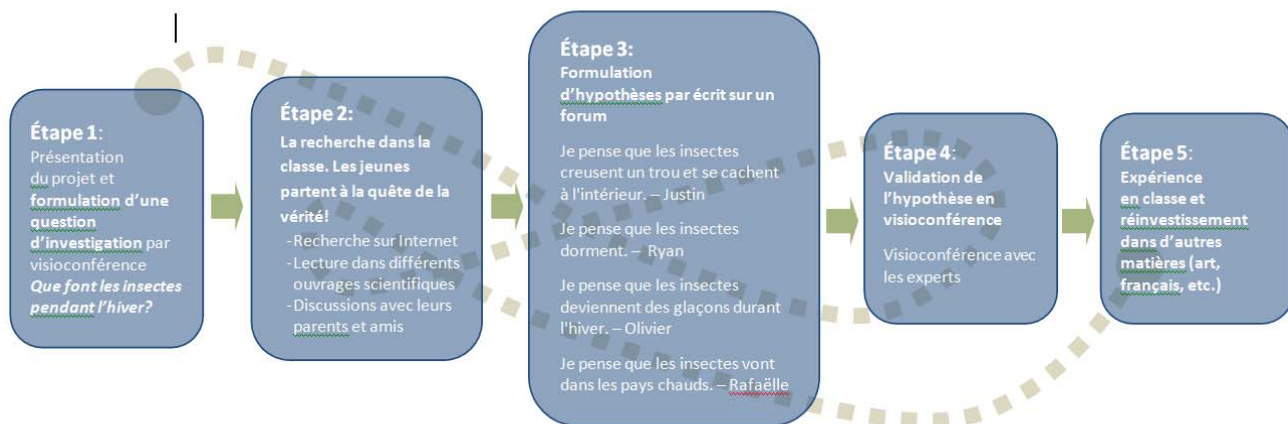 Étape 1:
Présentation
du projet et
formulation d'une
question
d'investigation par
visioconférence
Que font les insectes
pendant l'hiver?
Étape 2:
La recherche dans la
classe. Les jeunes
partent à la quête de la
vérité!
- Recherche sur Internet
- Lecture dans différents
ouvrages scientifiques
- Discussions avec leurs
parents et amis
Étape 3:
Formulation
d'hypothèses par écrit sur un
forum
Je pense que les insectes
creusent un trou et se cachent
à l'intérieur. – Justin
Je pense que les insectes
dorment. – Ryan
Je pense que les insectes
deviennent des glaçons durant
l'hiver. – Olivier
Je pense que les insectes vont
dans les pays chauds. – Rafaëlle
Étape 4:
Validation de
l'hypothèse en
visioconférence
Visioconférence avec
les experts
Étape 5:
Expérience
en classe et
réinvestissement
dans d'autres
matières (art,
français, etc.)